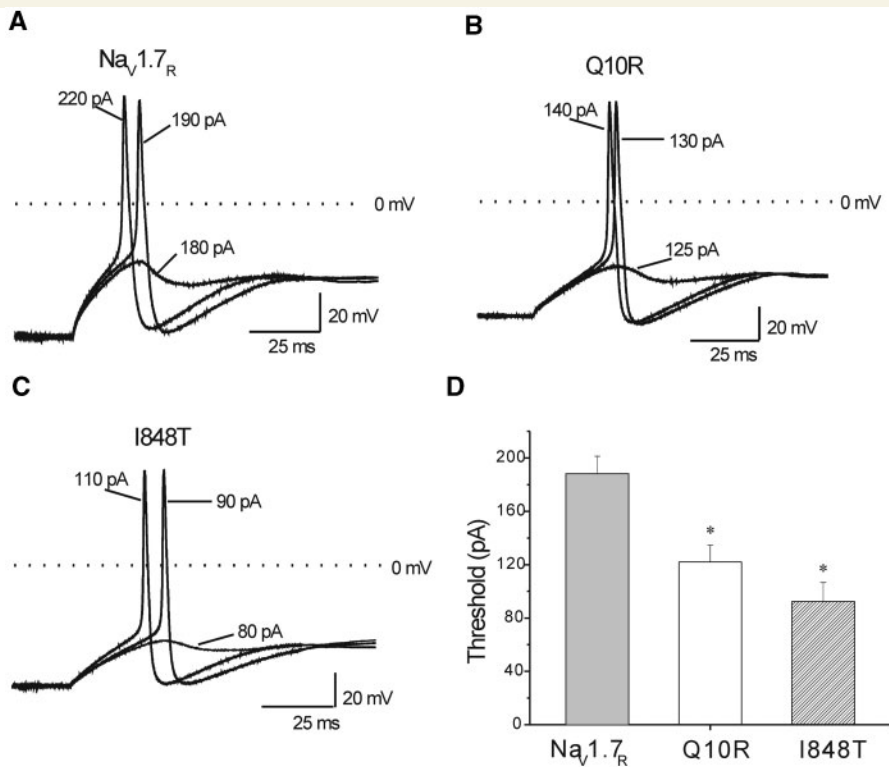 A
Nav1.7R
220 pA
190 pA
0 mV
180 pA
20 mV
25 ms
B
Q10R
140 pA
130 pA
0 mV
125 pA
20 mV
25 ms
C
I848T
110 pA
90 pA
0 mV
80 pA
20 mV
25 ms
D
Threshold (pA)
200
160
120
80
40
0
*
*
Nav1.7R Q10R I848T